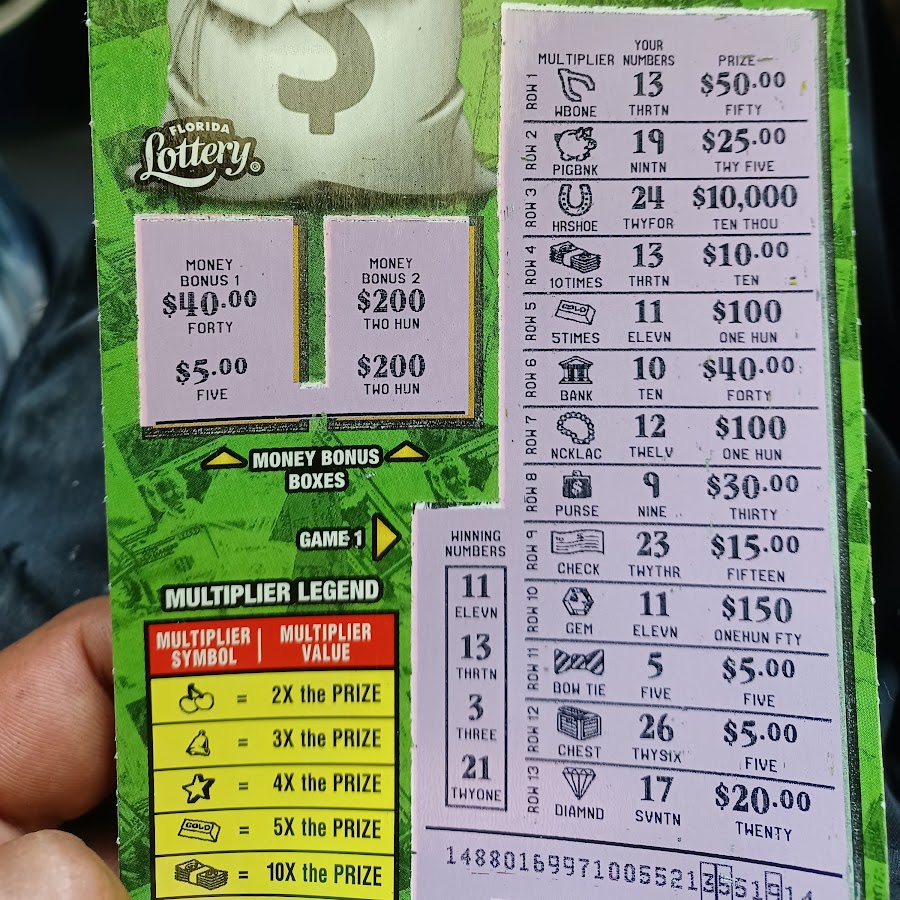 FLORIDA
Lottery®
MONEY
BONUS 1
$40.00
FORTY
$5.00
FIVE
MONEY
BONUS 2
$200
TWO HUN
$200
TWO HUN
MONEY BONUS
BOXES
GAME 1
MULTIPLIER LEGEND
MULTIPLIER SYMBOL | MULTIPLIER VALUE
= 2X the PRIZE
= 3X the PRIZE
= 4X the PRIZE
GOLD = 5X the PRIZE
= 10X the PRIZE
WINNING
NUMBERS
11
ELEVN
13
THRTN
3
THREE
21
TWYONE
MULTIPLIER YOUR NUMBERS PRIZE
ROW 1 13 $50.00
WBONE THRTN FIFTY
ROW 2 19 $25.00
PIGBNK NINTN TWY FIVE
ROW 3 24 $10,000
HRSHOE TWYFOR TEN THOU
ROW 4 13 $10.00
10TIMES THRTN TEN
ROW 5 GOLD 11 $100
5TIMES ELEVN ONE HUN
ROW 6 10 $40.00
BANK TEN FORTY
ROW 7 12 $100
NCKLAC TWELV ONE HUN
ROW 8 9 $30.00
PURSE NINE THIRTY
ROW 9 23 $15.00
CHECK TWYTHR FIFTEEN
ROW 10 11 $150
GEM ELEVN ONEHUN FTY
ROW 11 5 $5.00
BOW TIE FIVE FIVE
ROW 12 26 $5.00
CHEST TWYSIX FIVE
ROW 13 17 $20.00
DIAMND SVNTN TWENTY